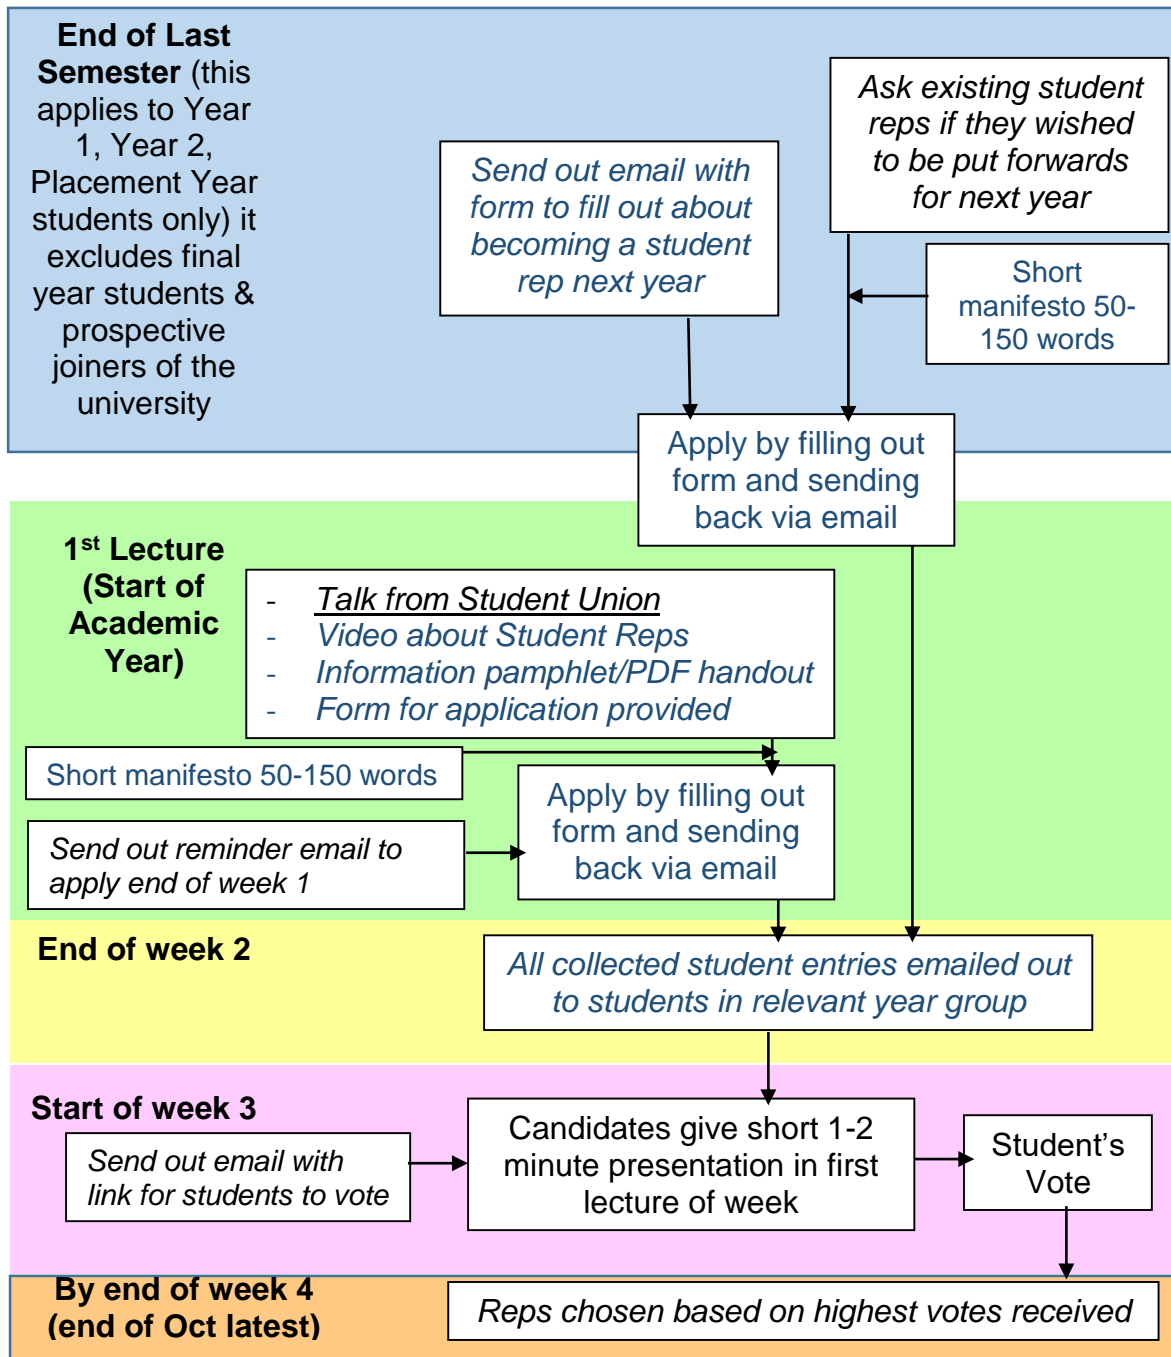 End of Last
Semester (this
applies to Year
1, Year 2,
Placement Year
students only) it
excludes final
year students &
prospective
joiners of the
university
Send out email with
form to fill out about
becoming a student
rep next year
Ask existing student
reps if they wished
to be put forwards
for next year
Short
manifesto 50-
150 words
Apply by filling out
form and sending
back via email
1st Lecture
(Start of
Academic
Year)
- Talk from Student Union
- Video about Student Reps
- Information pamphlet/PDF handout
- Form for application provided
Short manifesto 50-150 words
Apply by filling out
form and sending
back via email
Send out reminder email to
apply end of week 1
End of week 2
All collected student entries emailed out
to students in relevant year group
Start of week 3
Send out email with
link for students to vote
Candidates give short 1-2
minute presentation in first
lecture of week
Student’s
Vote
By end of week 4
(end of Oct latest)
Reps chosen based on highest votes received